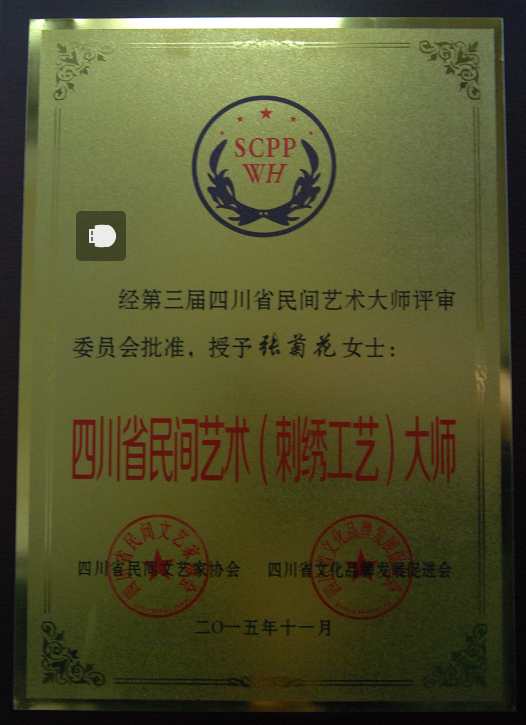 SCPP
WH
经第三届四川省民间艺术大师评审
委员会批准，授予张菊花女士：
四川省民间艺术（刺绣工艺）大师
四川省民间文艺家协会 四川省文化品牌发展促进会
二〇一五年十一月